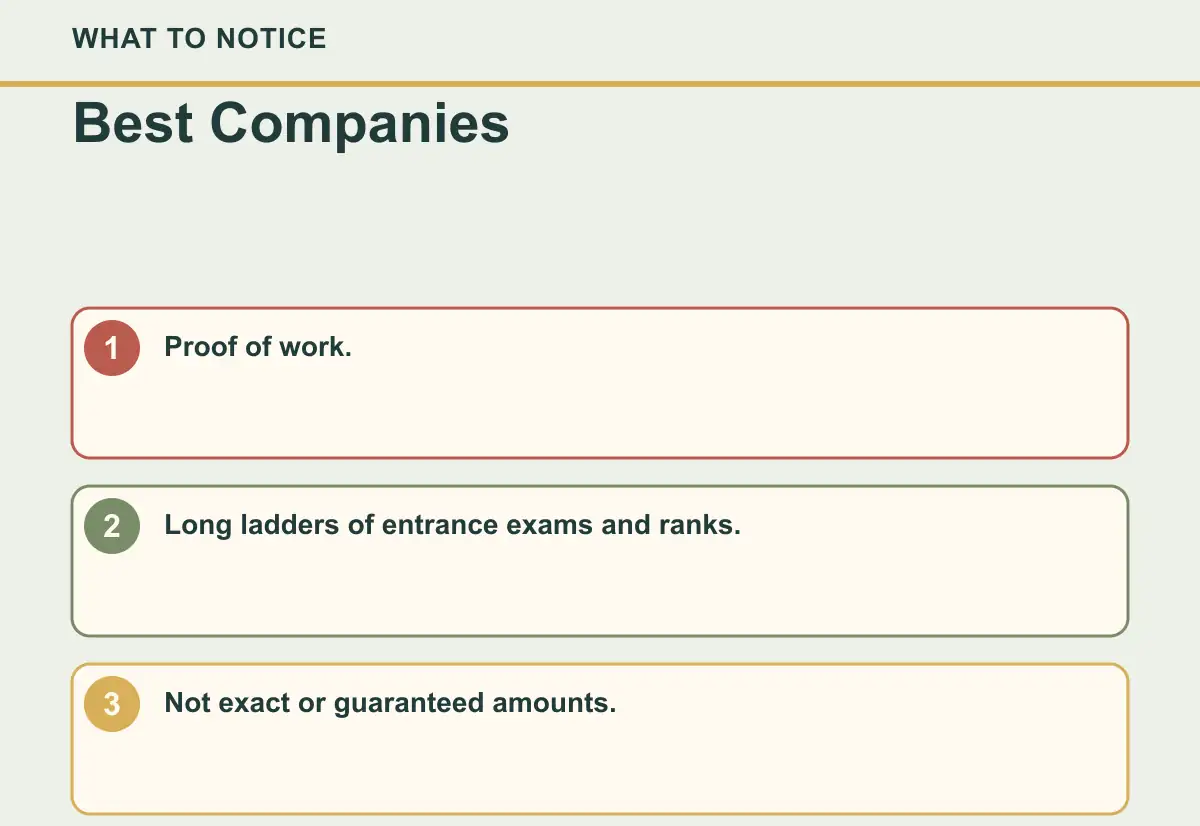 WHAT TO NOTICE
Best Companies
1 Proof of work.
2 Long ladders of entrance exams and ranks.
3 Not exact or guaranteed amounts.